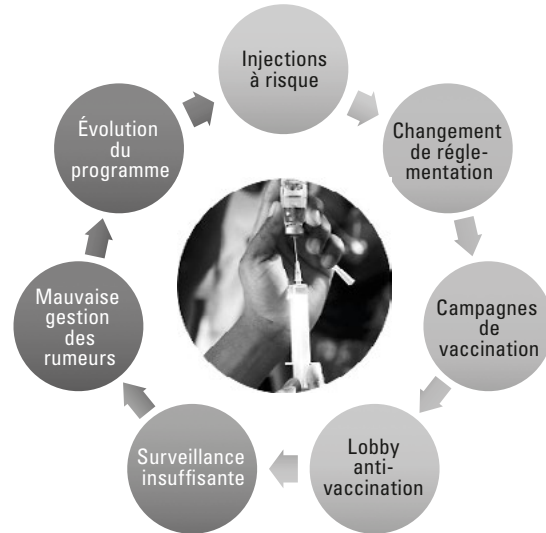 Injections
à risque
Changement
de régle-
mentation
Campagnes
de
vaccination
Lobby
anti-
vaccination
Surveillance
insuffisante
Mauvaise
gestion
des
rumeurs
Évolution
du
programme